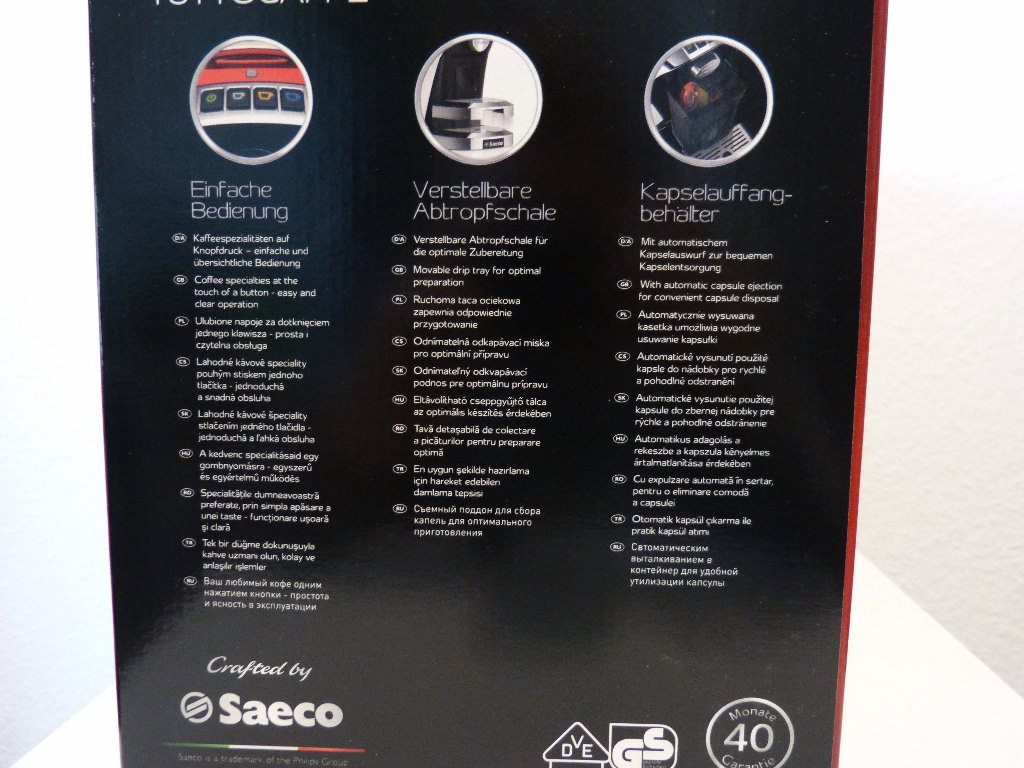 Einfache
Bedienung
D/A Kaffeespezialitäten auf
Knopfdruck – einfache und
übersichtliche Bedienung
GB Coffee specialties at the
touch of a button - easy and
clear operation
PL Ulubione napoje za dotknięciem
jednego klawisza - prosta i
czytelna obsługa
CS Lahodné kávové speciality
pouhým stiskem jednoho
tlačítka - jednoduchá
a snadná obsluha
SK Lahodné kávové špeciality
stlačením jedného tlačidla -
jednoduchá a ľahká obsluha
HU A kedvenc specialitásaid egy
gombnyomásra - egyszerű
és egyértelmű működés
RO Specialitățile dumneavoastră
preferate, prin simpla apăsare a
unei taste - funcționare ușoară
și clară
TR Tek bir düğme dokunuşuyla
kahve uzmanı olun, kolay ve
anlaşılır işlemler
RU Ваш любимый кофе одним
нажатием кнопки - простота
и ясность в эксплуатации
Saeco
Verstellbare
Abtropfschale
D/A Verstellbare Abtropfschale für
die optimale Zubereitung
GB Movable drip tray for optimal
preparation
PL Ruchoma taca ociekowa
zapewnia odpowiednie
przygotowanie
CS Odnímatelná odkapávací miska
pro optimální přípravu
SK Odnímateľný odkvapávací
podnos pre optimálnu prípravu
HU Eltávolítható cseppgyűjtő tálca
az optimális készítés érdekében
RO Tavă detașabilă de colectare
a picăturilor pentru preparare
optimă
TR En uygun şekilde hazırlama
için hareket edebilen
damlama tepsisi
RU Съемный поддон для сбора
капель для оптимального
приготовления
Kapselauffang-
behälter
D/A Mit automatischem
Kapselauswurf zur bequemen
Kapselentsorgung
GB With automatic capsule ejection
for convenient capsule disposal
PL Automatycznie wysuwana
kasetka umożliwia wygodne
usuwanie kapsułki
CS Automatické vysunutí použité
kapsle do nádobky pro rychlé
a pohodlné odstranění
SK Automatické vysunutie použitej
kapsule do zbernej nádobky pre
rýchle a pohodlné odstránenie
HU Automatikus adagolás a
rekeszbe a kapszula kényelmes
ártalmatlanítása érdekében
RO Cu expulzare automată în sertar,
pentru o eliminare comodă
a capsulei
TR Otomatik kapsül çıkarma ile
pratik kapsül atımı
RU Cвтоматическим
выталкиванием в
контейнер для удобной
утилизации капсулы
Crafted by
Saeco
Saeco is a trademark of the Philips Group
DVE
GS
Monate
40
Garantie